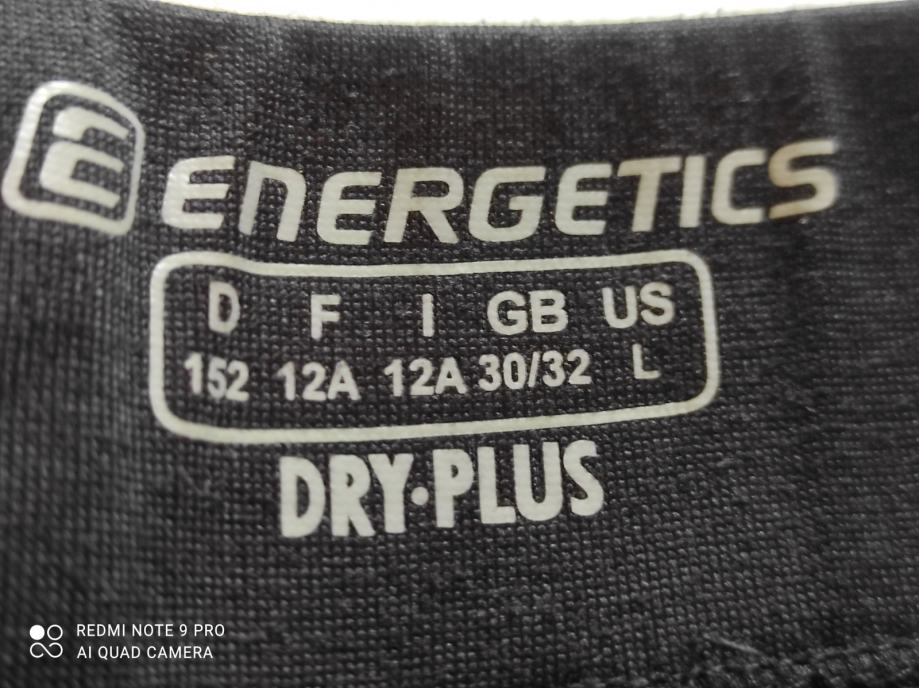 E ENERGETICS
D F I GB US
152 12A 12A 30/32 L
DRY·PLUS
REDMI NOTE 9 PRO
AI QUAD CAMERA